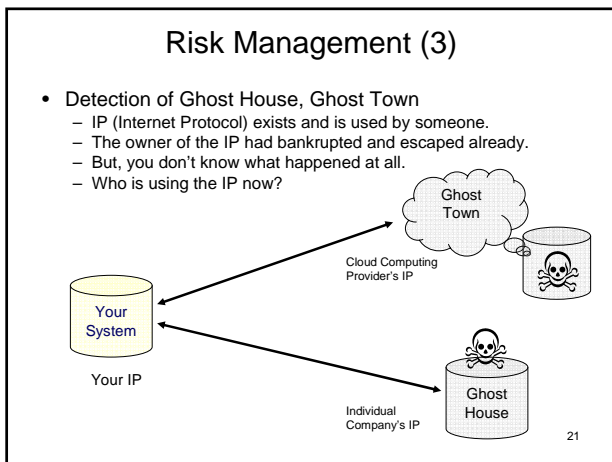 Risk Management (3)
• Detection of Ghost House, Ghost Town
– IP (Internet Protocol) exists and is used by someone.
– The owner of the IP had bankrupted and escaped already.
– But, you don't know what happened at all.
– Who is using the IP now?
Ghost
Town
Cloud Computing
Provider's IP
Your
System
Your IP
Ghost
House
Individual
Company's IP
21